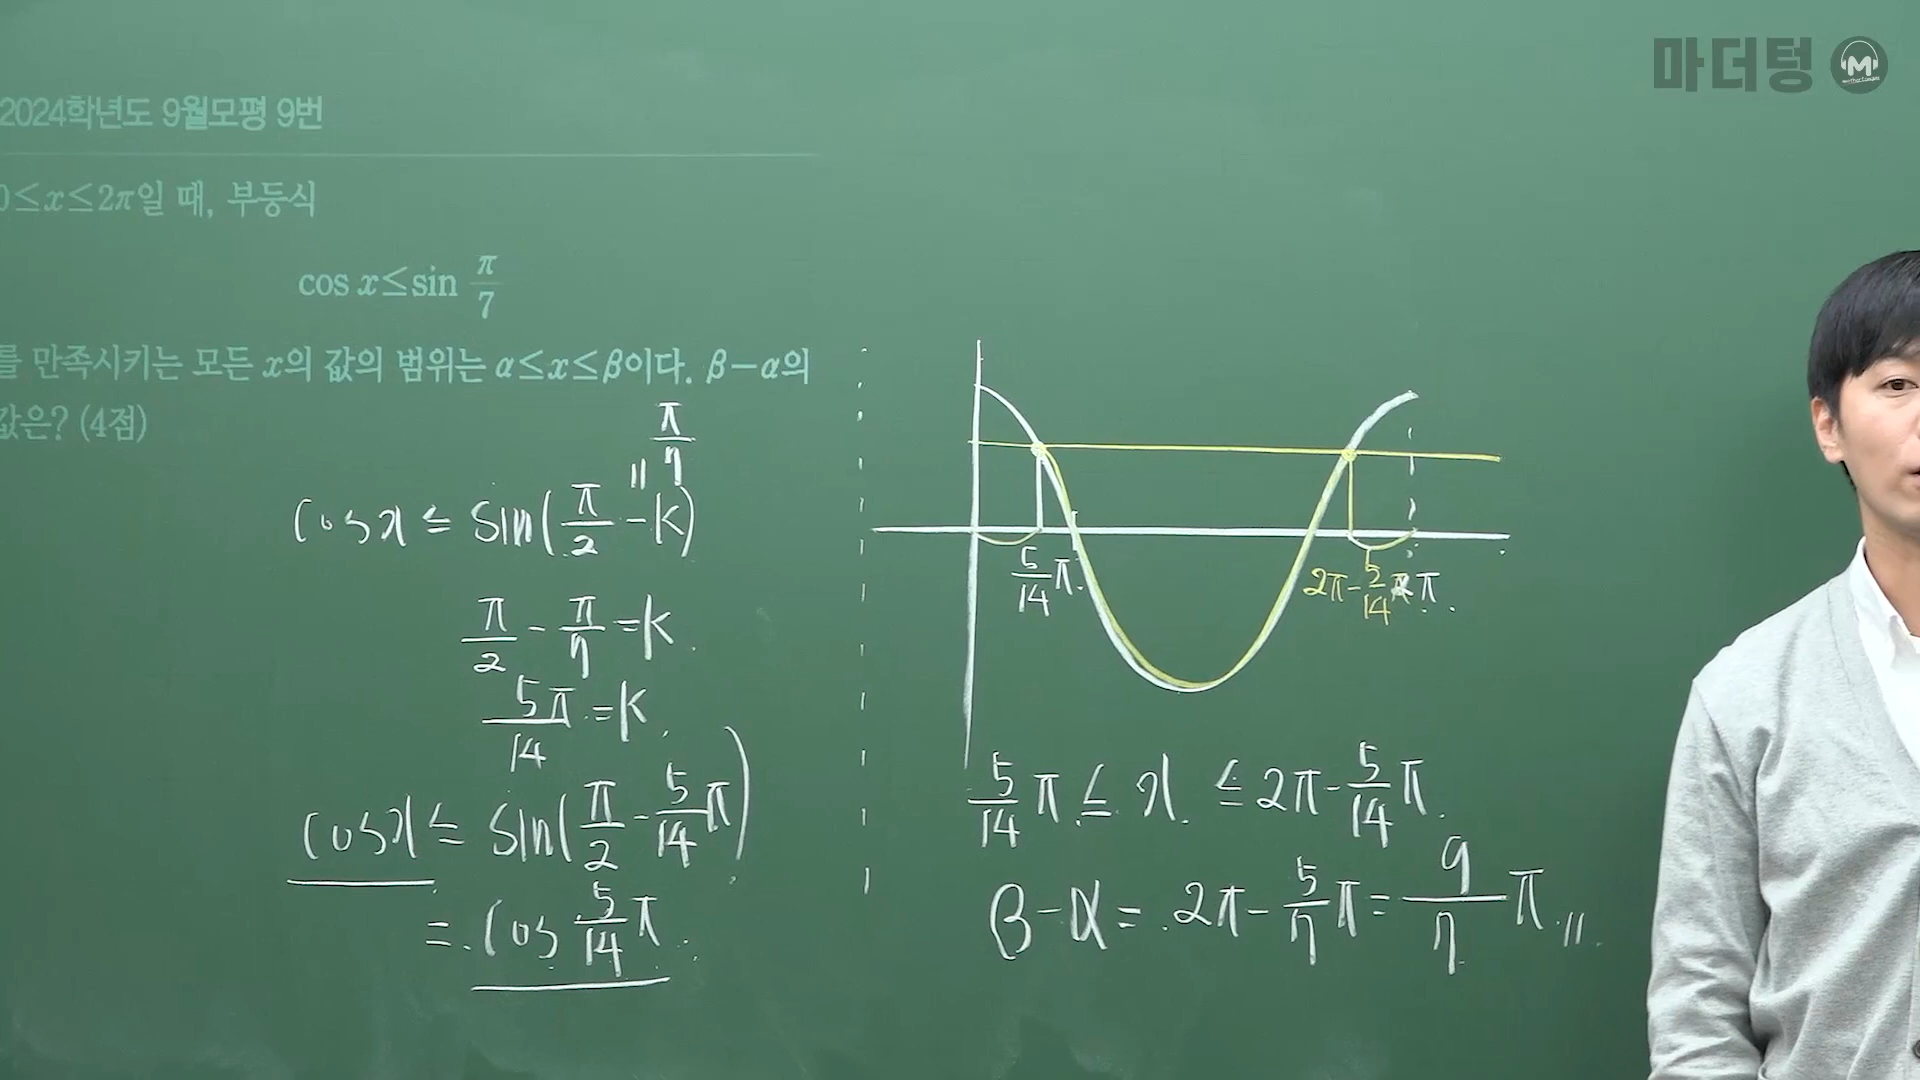 마더텅
2024학년도 9월모평 9번
0≤x≤2π일 때, 부등식
cos x≤sin π/7
를 만족시키는 모든 x의 값의 범위는 α≤x≤β이다. β-α의
값은? (4점)
π/7
=
cosx ≤ sin(π/2 - k)
π/2 - π/7 = k.
5π/14 = k.
cosx ≤ sin(π/2 - 5/14 π)
= cos 5/14 π
5/14 π
2π - 5/14 π
2π.
5/14 π ≤ x ≤ 2π - 5/14 π.
β - α = 2π - 5/7 π = 9/7 π